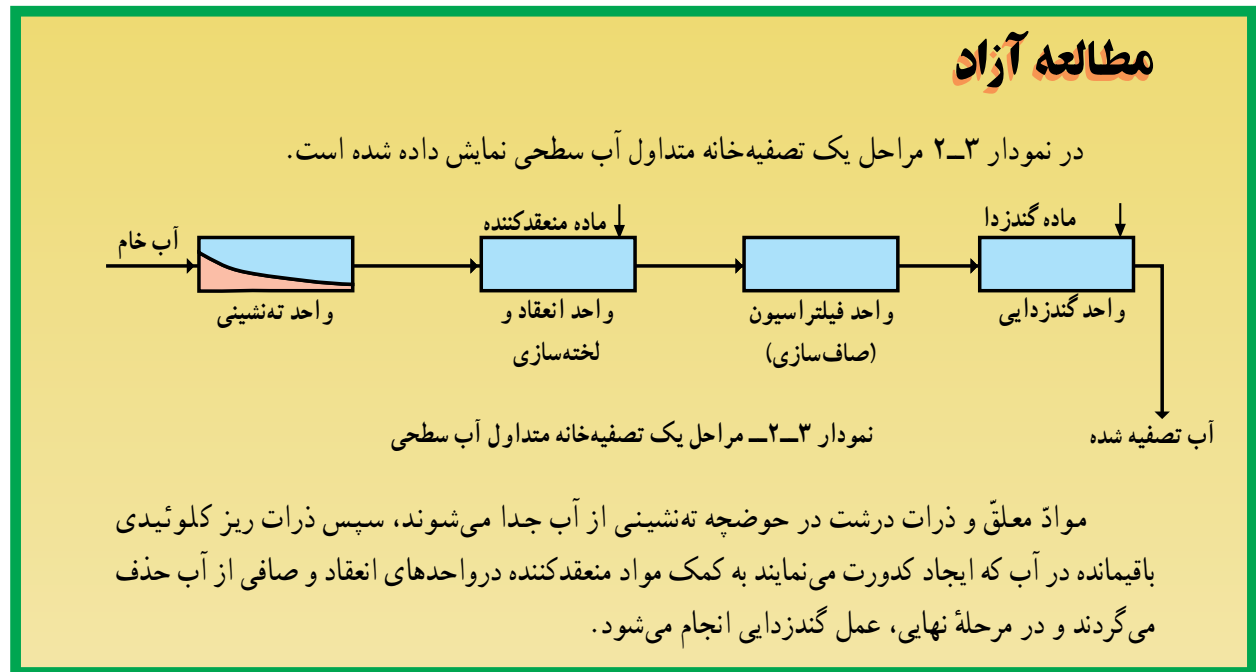 مطالعه آزاد
در نمودار ۳ــ۲ مراحل یک تصفیه‌خانه متداول آب سطحی نمایش داده شده است.
آب خام
ماده منعقدکننده
ماده گندزدا
واحد ته‌نشینی
واحد انعقاد و
لخته‌سازی
واحد فیلتراسیون
(صاف‌سازی)
واحد گندزدایی
آب تصفیه شده
نمودار ۳ــ۲ــ مراحل یک تصفیه‌خانه متداول آب سطحی
موادّ معلّق و ذرات درشت در حوضچه ته‌نشینی از آب جدا می‌شوند، سپس ذرات ریز کلوئیدی
باقیمانده در آب که ایجاد کدورت می‌نمایند به کمک مواد منعقدکننده درواحدهای انعقاد و صافی از آب حذف
می‌گردند و در مرحلهٔ نهایی، عمل گندزدایی انجام می‌شود.